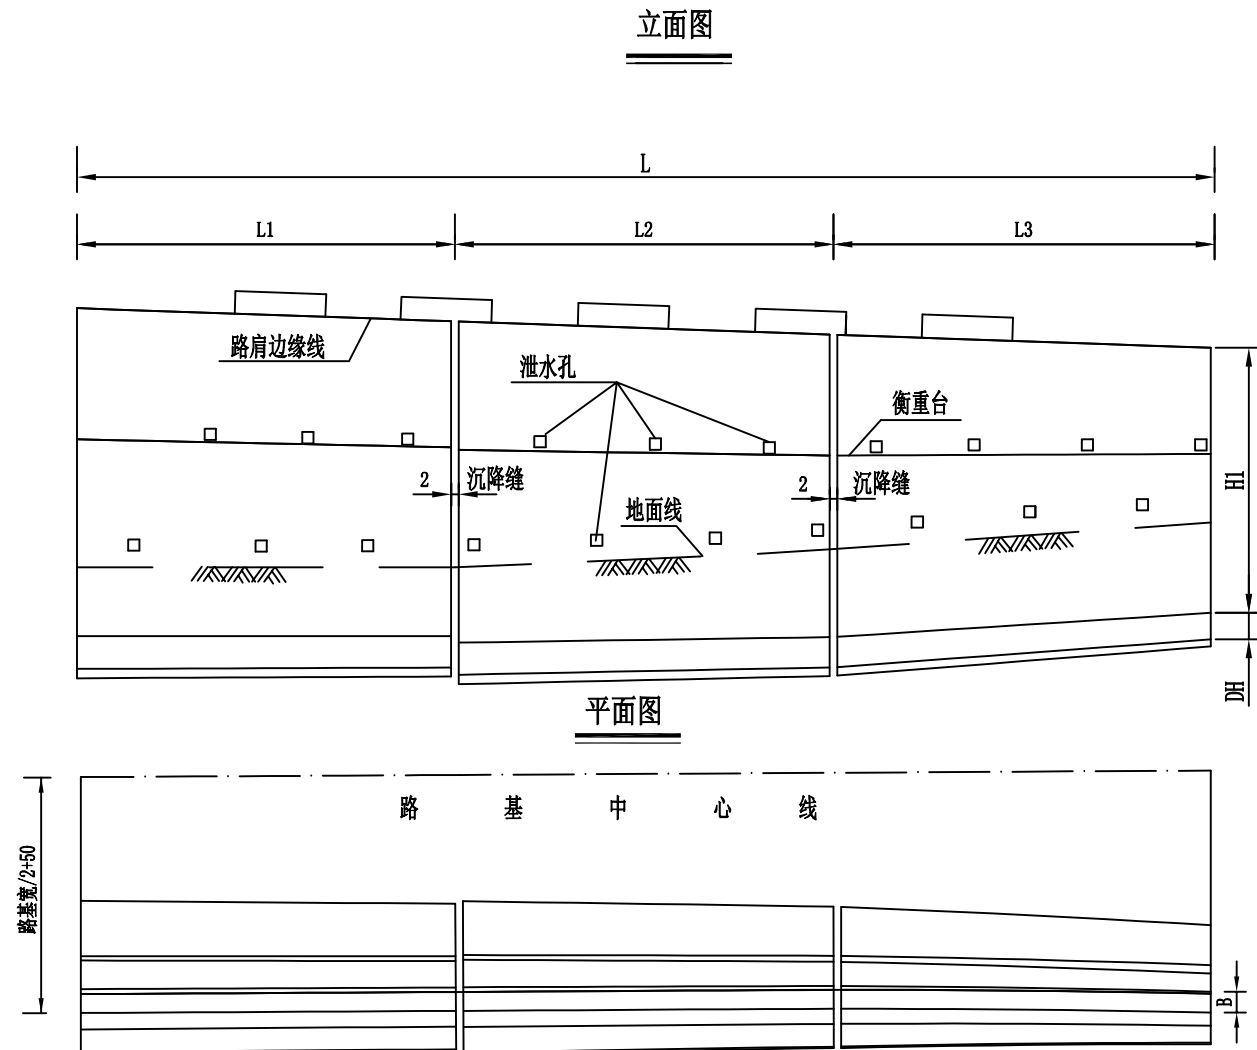 立面图
L
L1
L2
L3
路肩边缘线
泄水孔
衡重台
2
沉降缝
2
沉降缝
地面线
H1
DH
平面图
路基中心线
路基宽/2+50
B